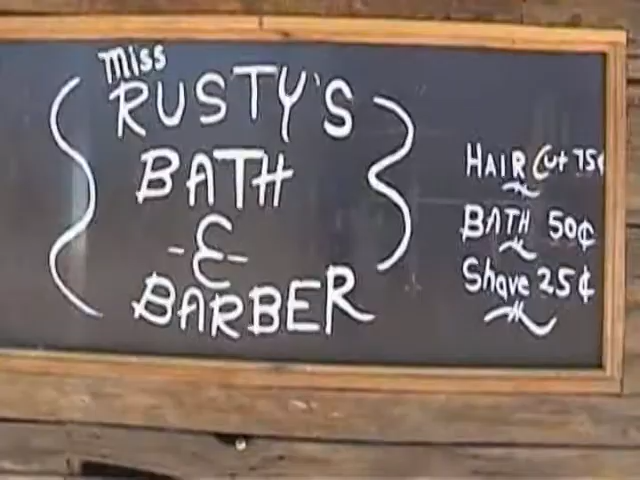 Miss
RUSTY'S
BATH
-&-
BARBER
HAIR Cut 75¢
BATH 50¢
Shave 25¢